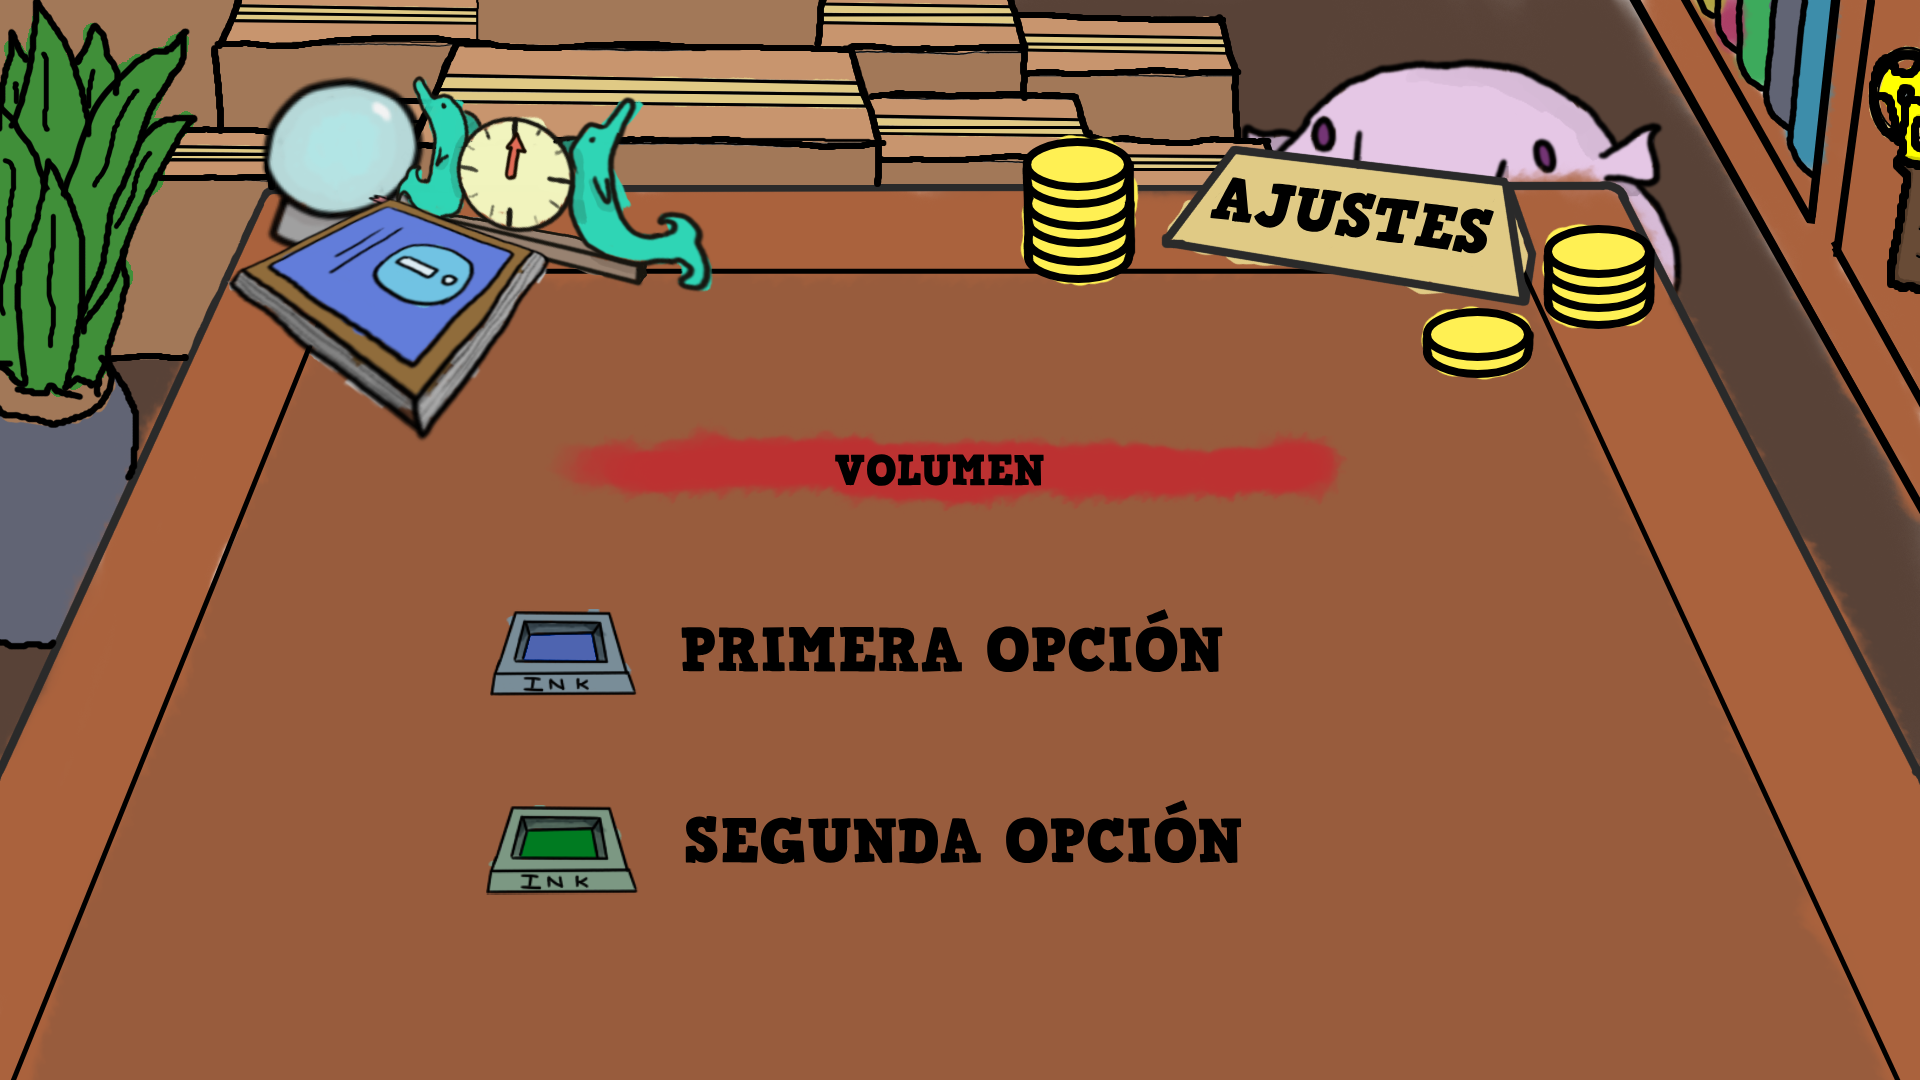 AJUSTES
VOLUMEN
INK
PRIMERA OPCIÓN
INK
SEGUNDA OPCIÓN